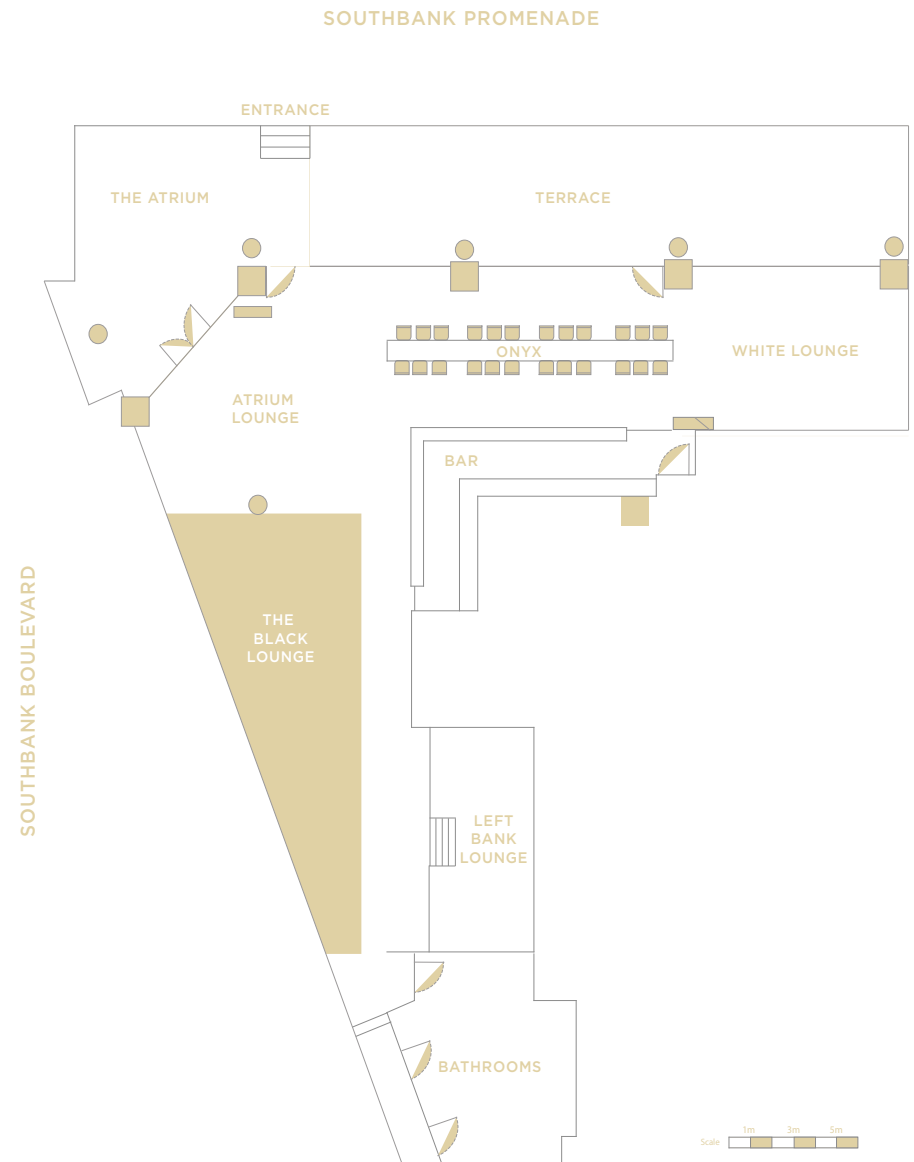 SOUTHBANK PROMENADE
ENTRANCE
THE ATRIUM
TERRACE
ONYX
WHITE LOUNGE
ATRIUM
LOUNGE
BAR
THE
BLACK
LOUNGE
SOUTHBANK BOULEVARD
LEFT
BANK
LOUNGE
BATHROOMS
Scale
1m
3m
5m